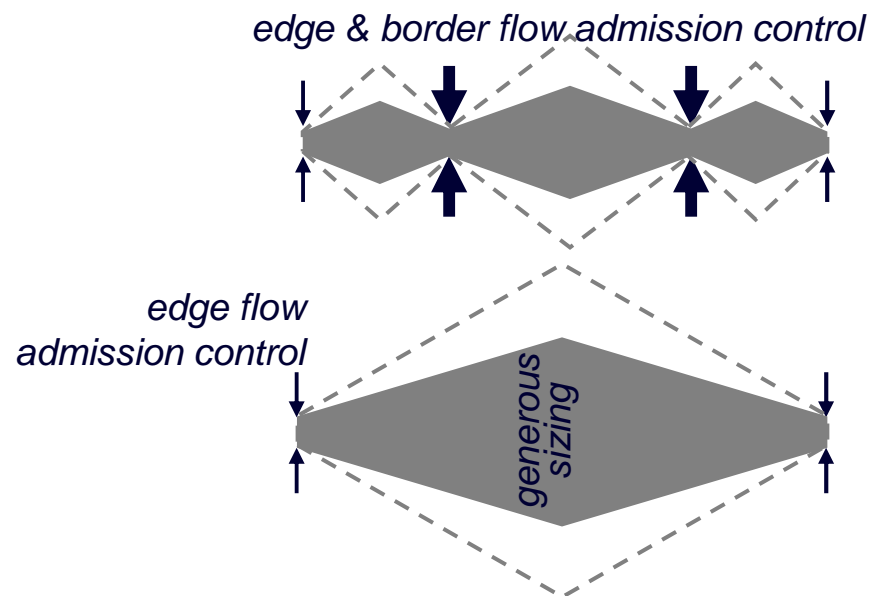 edge & border flow admission control
edge flow
admission control
generous
sizing